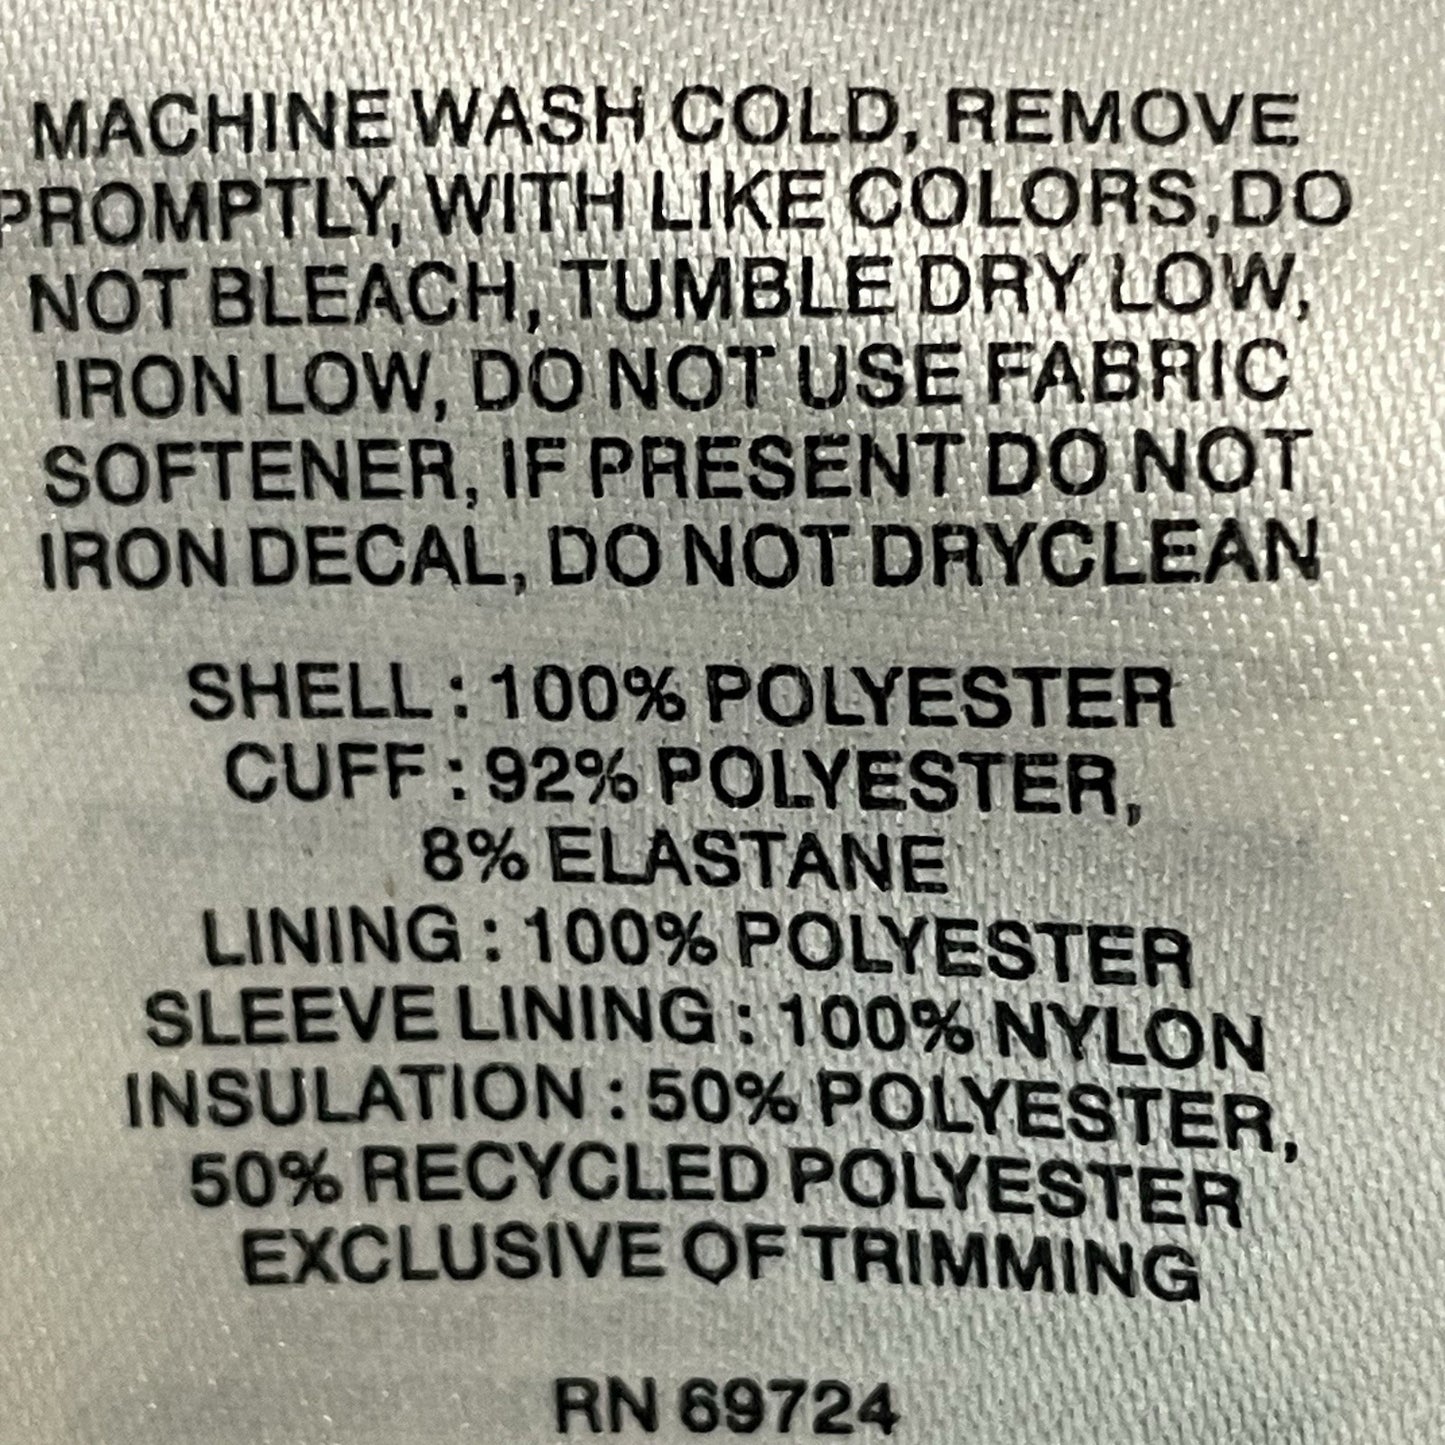 MACHINE WASH COLD, REMOVE
PROMPTLY, WITH LIKE COLORS,DO
NOT BLEACH, TUMBLE DRY LOW,
IRON LOW, DO NOT USE FABRIC
SOFTENER, IF PRESENT DO NOT
IRON DECAL, DO NOT DRYCLEAN
SHELL : 100% POLYESTER
CUFF : 92% POLYESTER,
8% ELASTANE
LINING : 100% POLYESTER
SLEEVE LINING : 100% NYLON
INSULATION : 50% POLYESTER,
50% RECYCLED POLYESTER
EXCLUSIVE OF TRIMMING
RN 69724